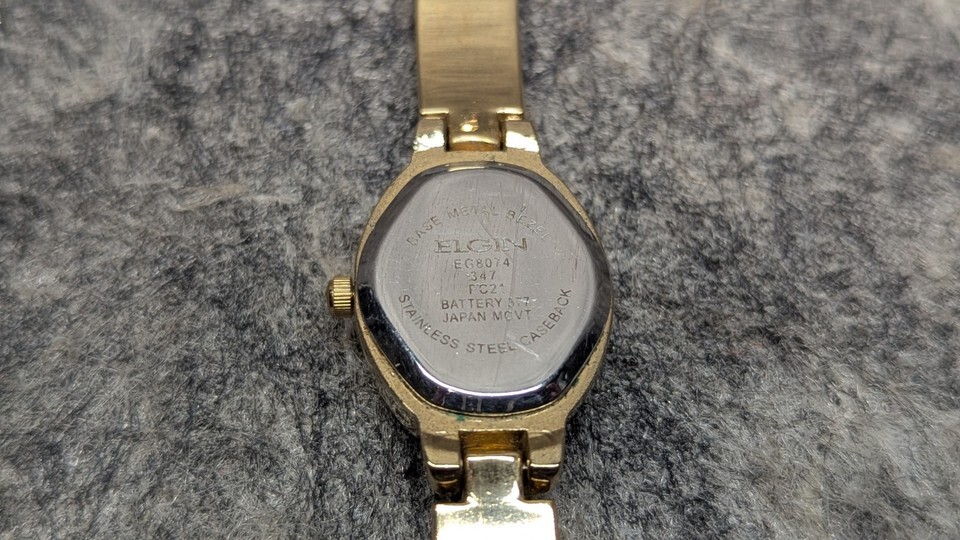 BASE METAL BEZEL
ELGIN
EG8074
347
PC21
BATTERY 377
JAPAN MOVT
STAINLESS STEEL CASEBACK